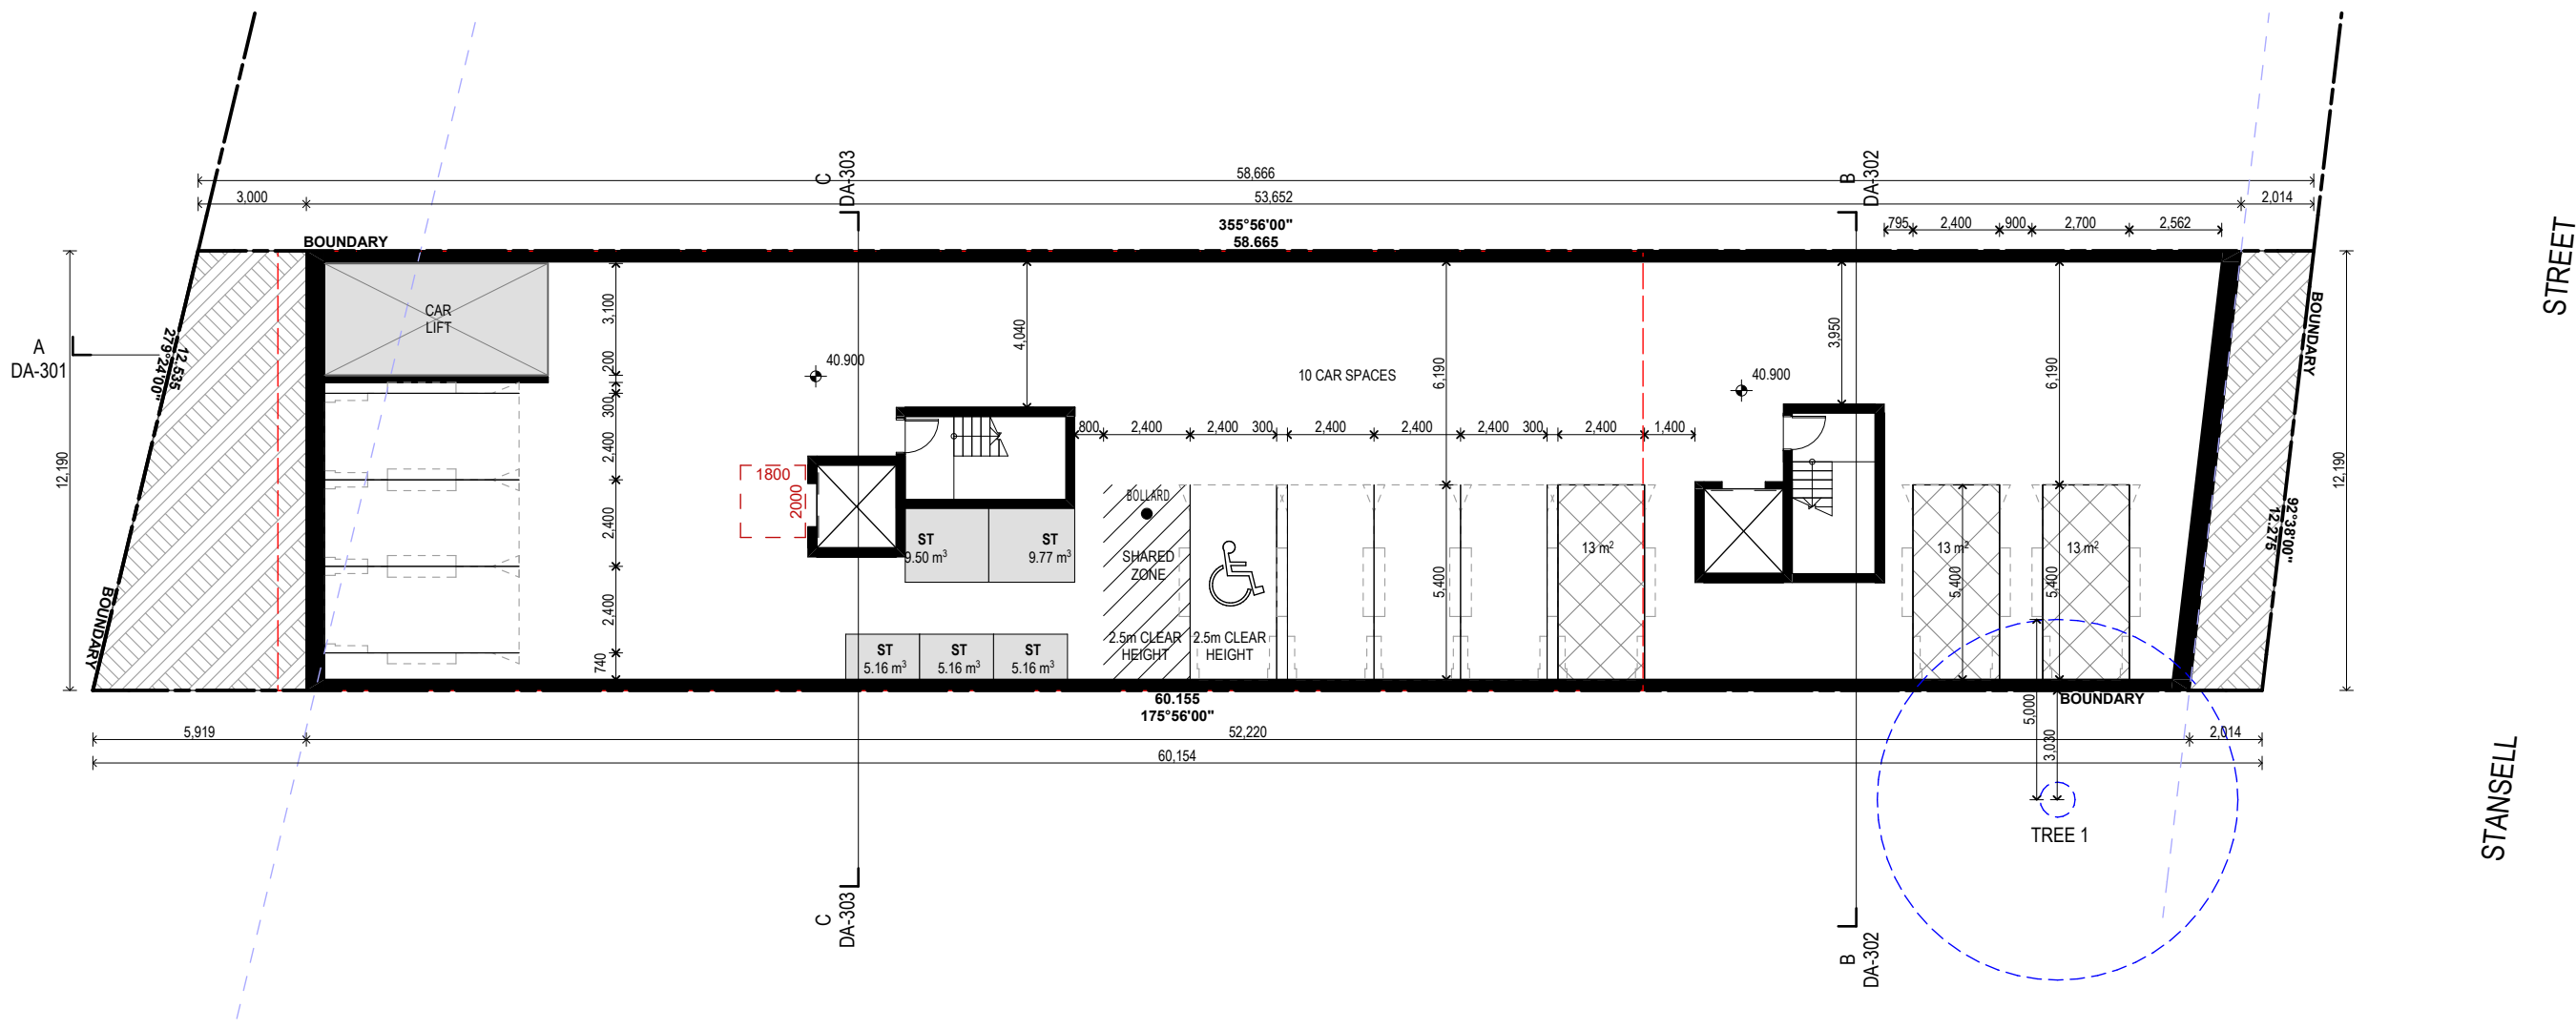 C
DA-303
B
DA-302
58,666
3,000
53,652
2,014
355°56'00"
58.665
795
2,400
900
2,700
2,562
BOUNDARY
STREET
CAR
LIFT
3,100
4,040
6,190
3,950
6,190
BOUNDARY
A
DA-301
12.535
279°24'00"
200
40.900
10 CAR SPACES
40.900
300
2,400
800
2,400
2,400
300
2,400
2,400
2,400
300
2,400
1,400
12,190
12,190
1800
2000
BOLLARD
2,400
ST
9.50 m³
ST
9.77 m³
SHARED
ZONE
13 m²
13 m²
13 m²
5,400
5,400
5,400
92°38'00"
12.275
2,400
2.5m CLEAR
HEIGHT
2.5m CLEAR
HEIGHT
BOUNDARY
740
ST
5.16 m³
ST
5.16 m³
ST
5.16 m³
60.155
175°56'00"
BOUNDARY
5,000
3,030
5,919
52,220
2,014
60,154
STANSELL
TREE 1
C
DA-303
B
DA-302